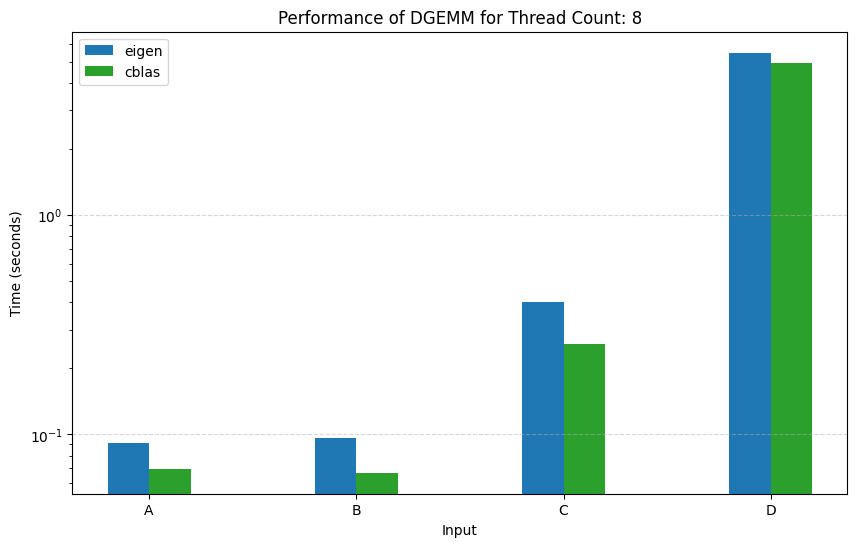 Performance of DGEMM for Thread Count: 8
eigen
cblas
Time (seconds)
10⁰
10⁻¹
A B C D
Input